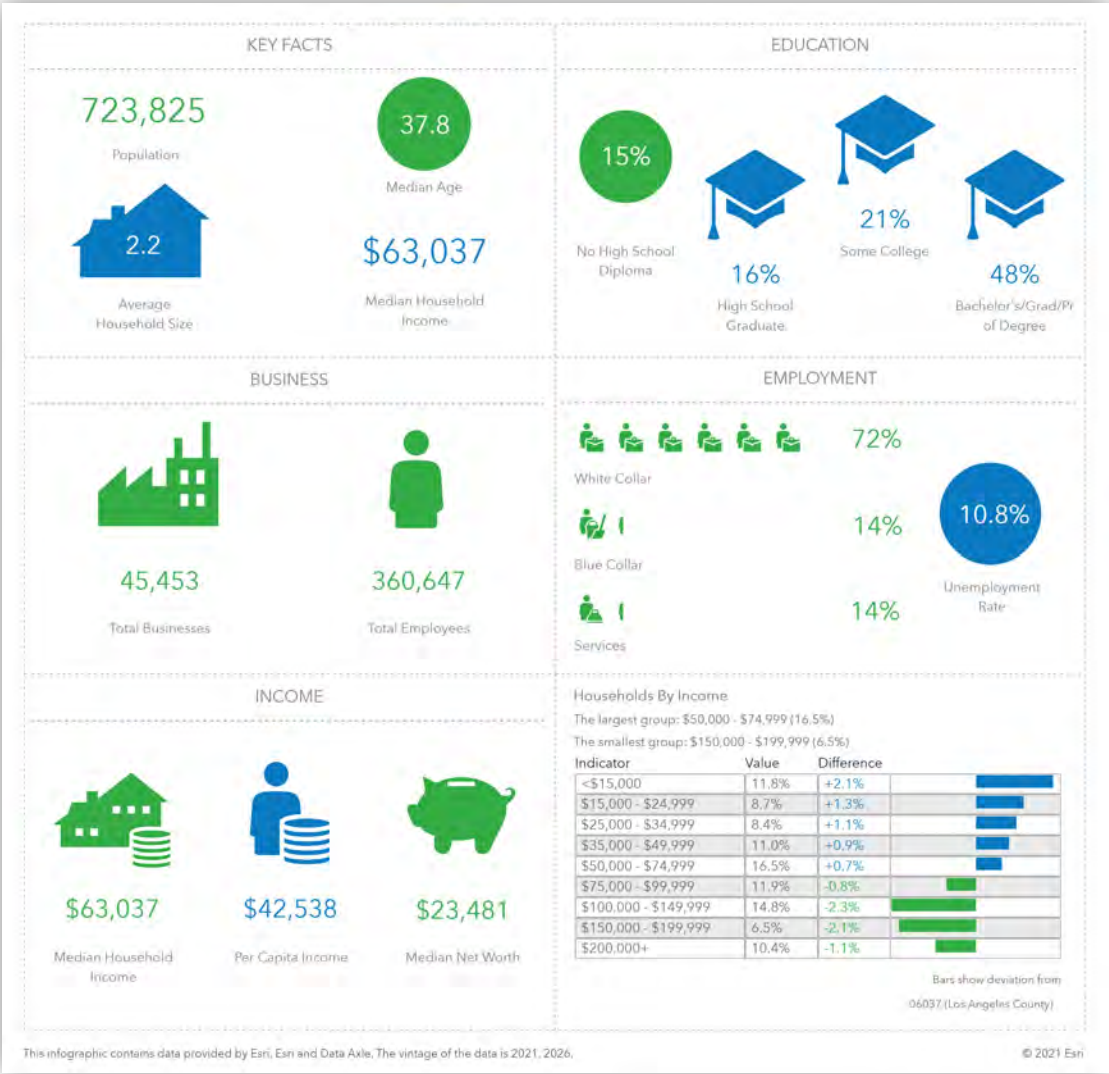 KEY FACTS
723,825
Population
37.8
Median Age
2.2
Average
Household Size
$63,037
Median Household
Income
EDUCATION
15%
No High School
Diploma
16%
High School
Graduate
21%
Some College
48%
Bachelor's/Grad/Pr
of Degree
BUSINESS
45,453
Total Businesses
360,647
Total Employees
EMPLOYMENT
72%
White Collar
14%
Blue Collar
14%
Services
10.8%
Unemployment
Rate
INCOME
$63,037
Median Household
Income
$42,538
Per Capita Income
$23,481
Median Net Worth
Households By Income
The largest group: $50,000 - $74,999 (16.5%)
The smallest group: $150,000 - $199,999 (6.5%)
Indicator Value Difference
<$15,000 11.8% +2.1%
$15,000 - $24,999 8.7% +1.3%
$25,000 - $34,999 8.4% +1.1%
$35,000 - $49,999 11.0% +0.9%
$50,000 - $74,999 16.5% +0.7%
$75,000 - $99,999 11.9% -0.8%
$100,000 - $149,999 14.8% -2.3%
$150,000 - $199,999 6.5% -2.1%
$200,000+ 10.4% -1.1%
Bars show deviation from
06037 (Los Angeles County)
This infographic contains data provided by Esri, Esri and Data Axle. The vintage of the data is 2021, 2026.
© 2021 Esri